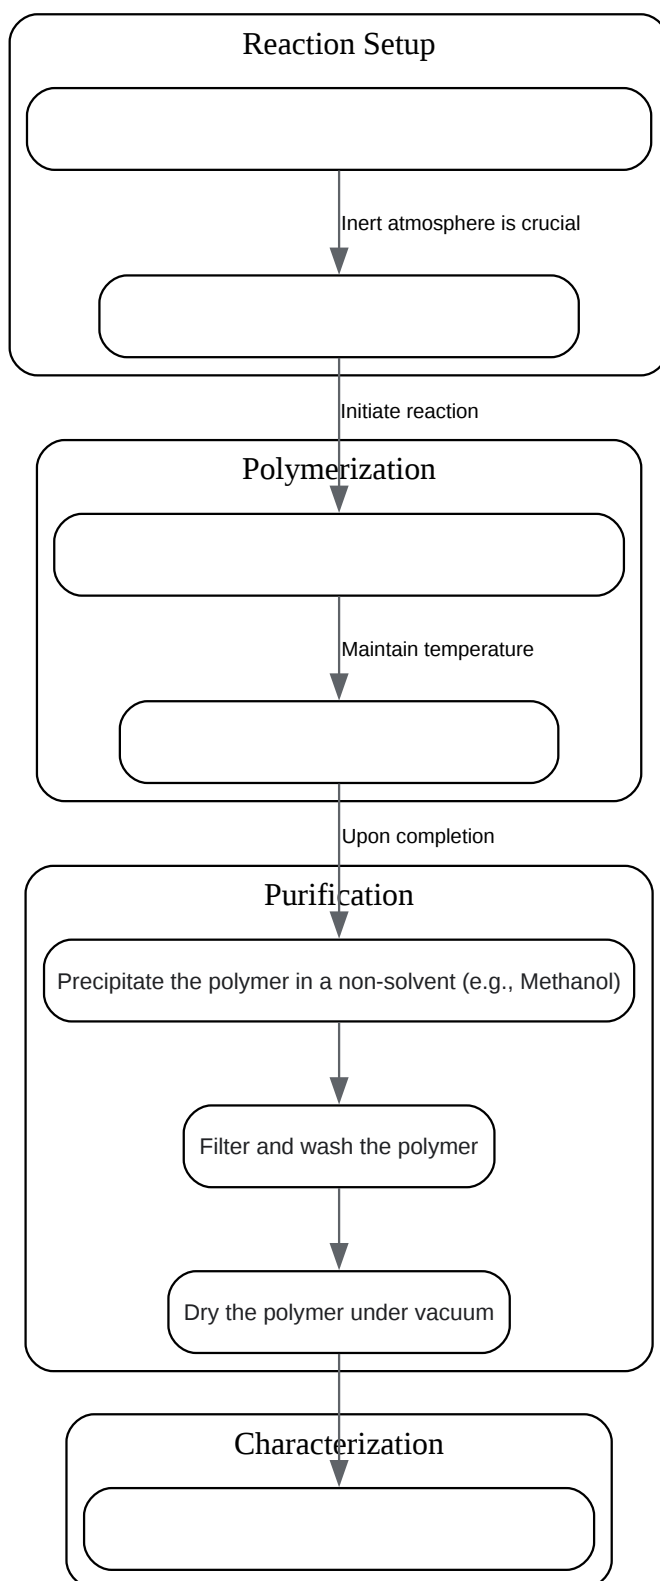 Reaction Setup
Inert atmosphere is crucial
Initiate reaction
Polymerization
Maintain temperature
Upon completion
Purification
Precipitate the polymer in a non-solvent (e.g., Methanol)
Filter and wash the polymer
Dry the polymer under vacuum
Characterization